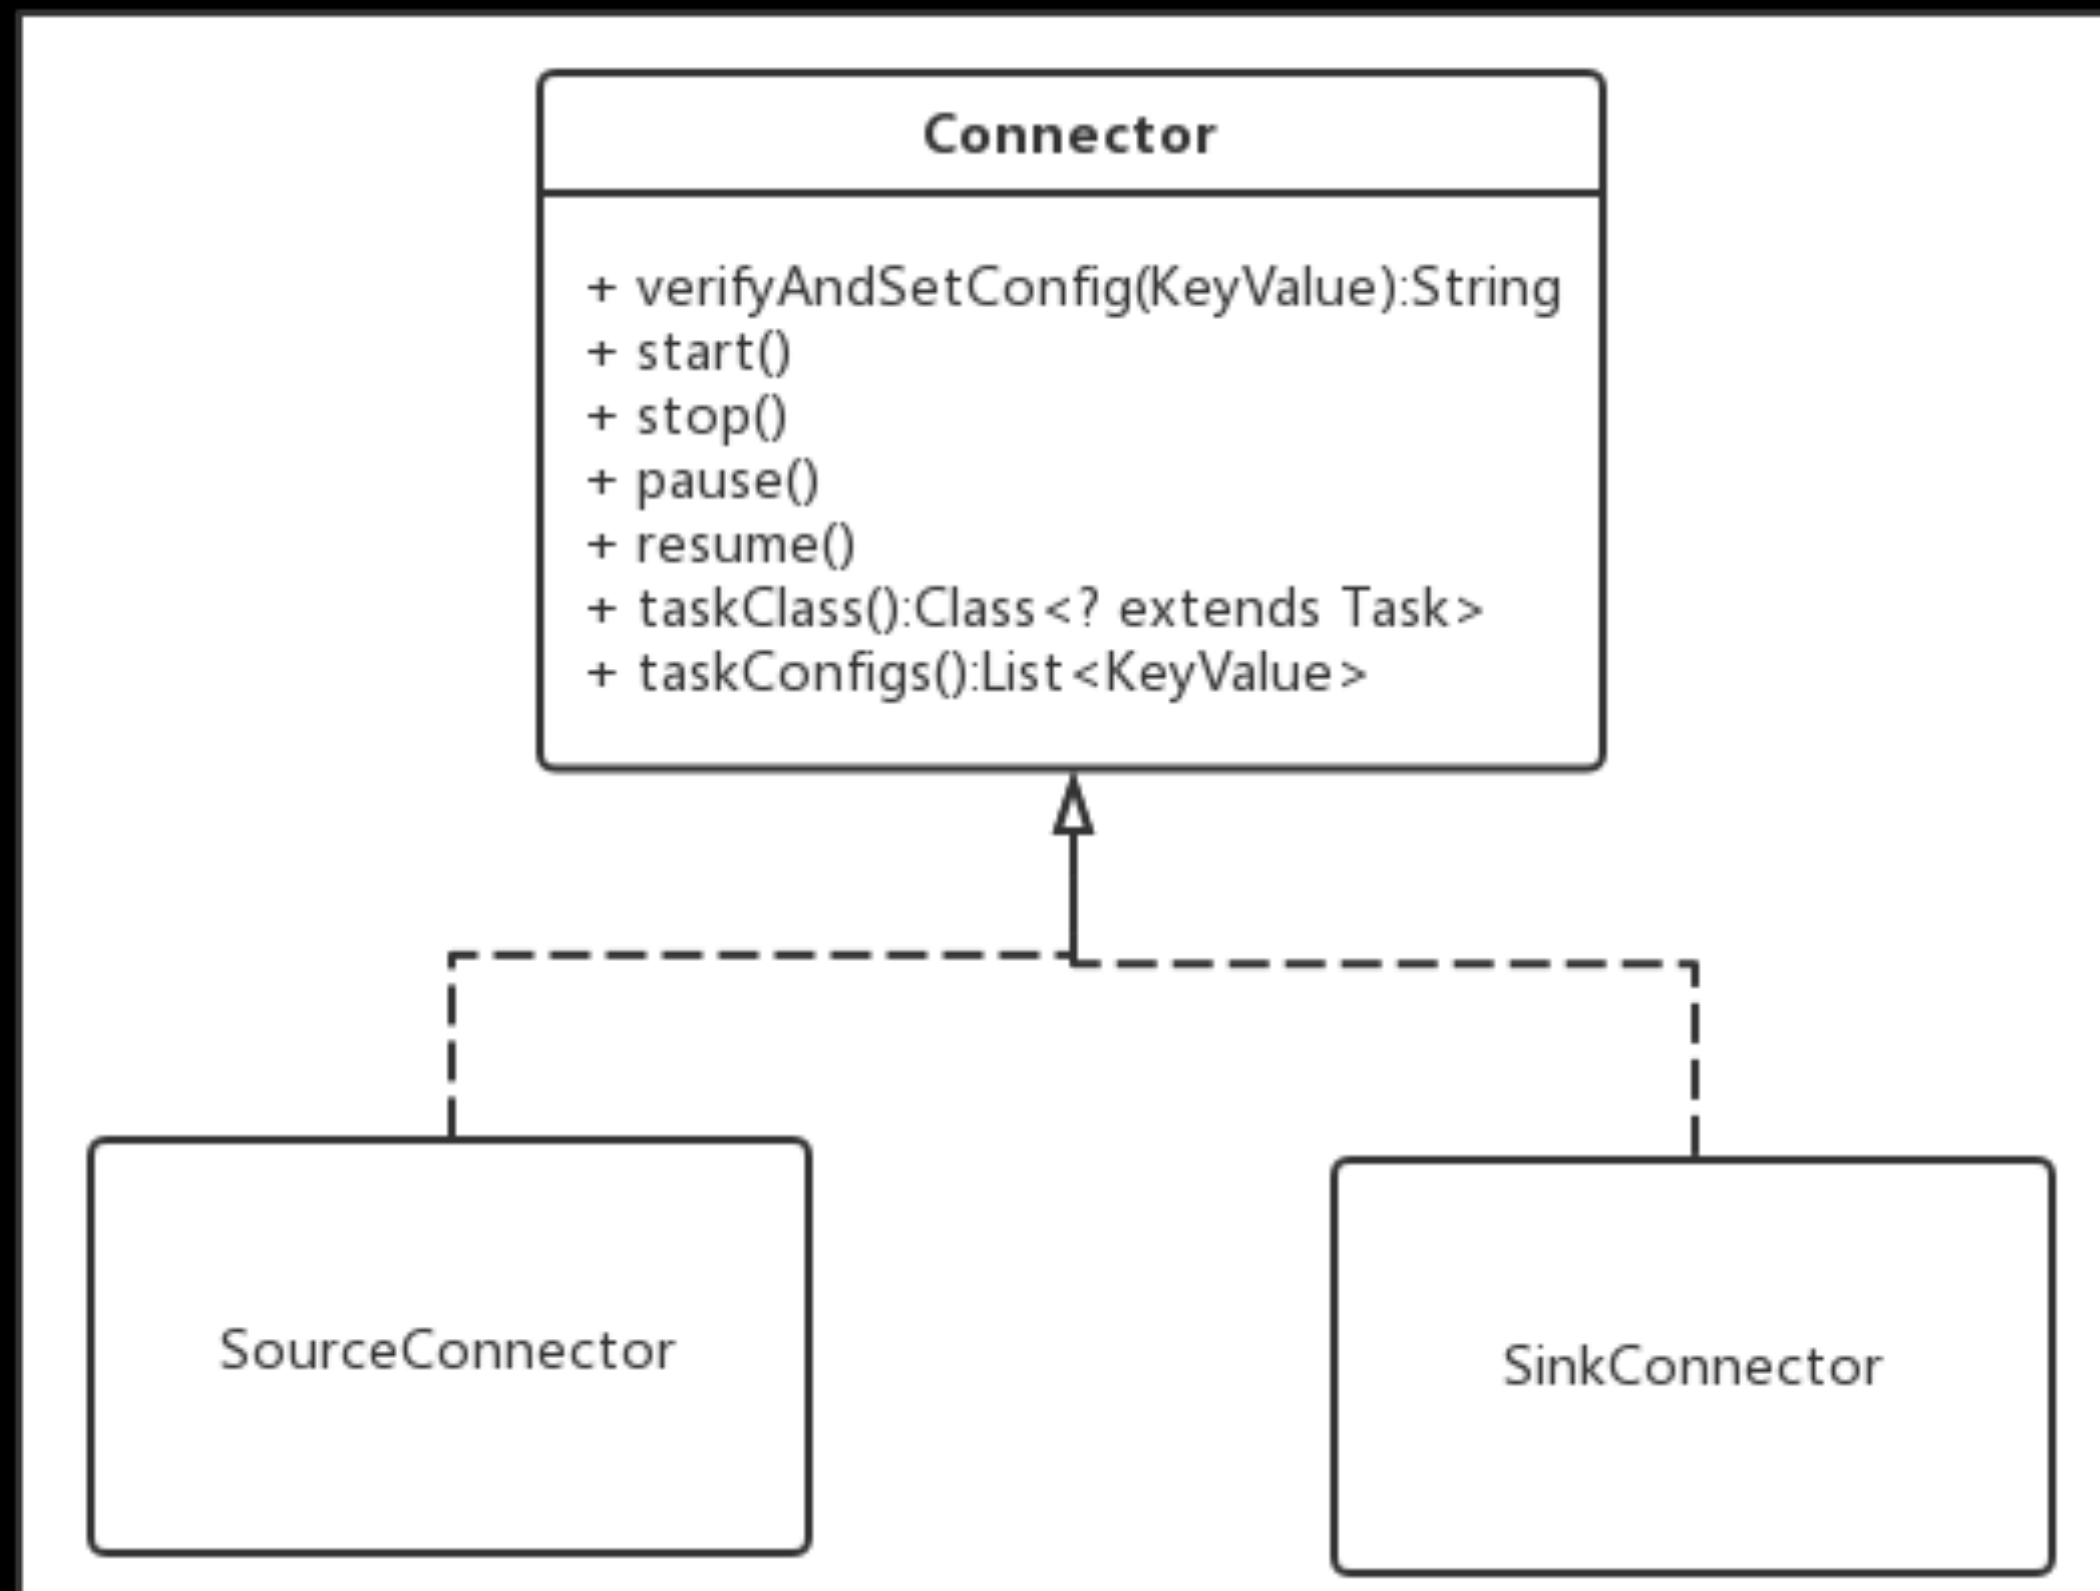 Connector
+ verifyAndSetConfig(KeyValue):String
+ start()
+ stop()
+ pause()
+ resume()
+ taskClass():Class<? extends Task>
+ taskConfigs():List<KeyValue>
SourceConnector
SinkConnector